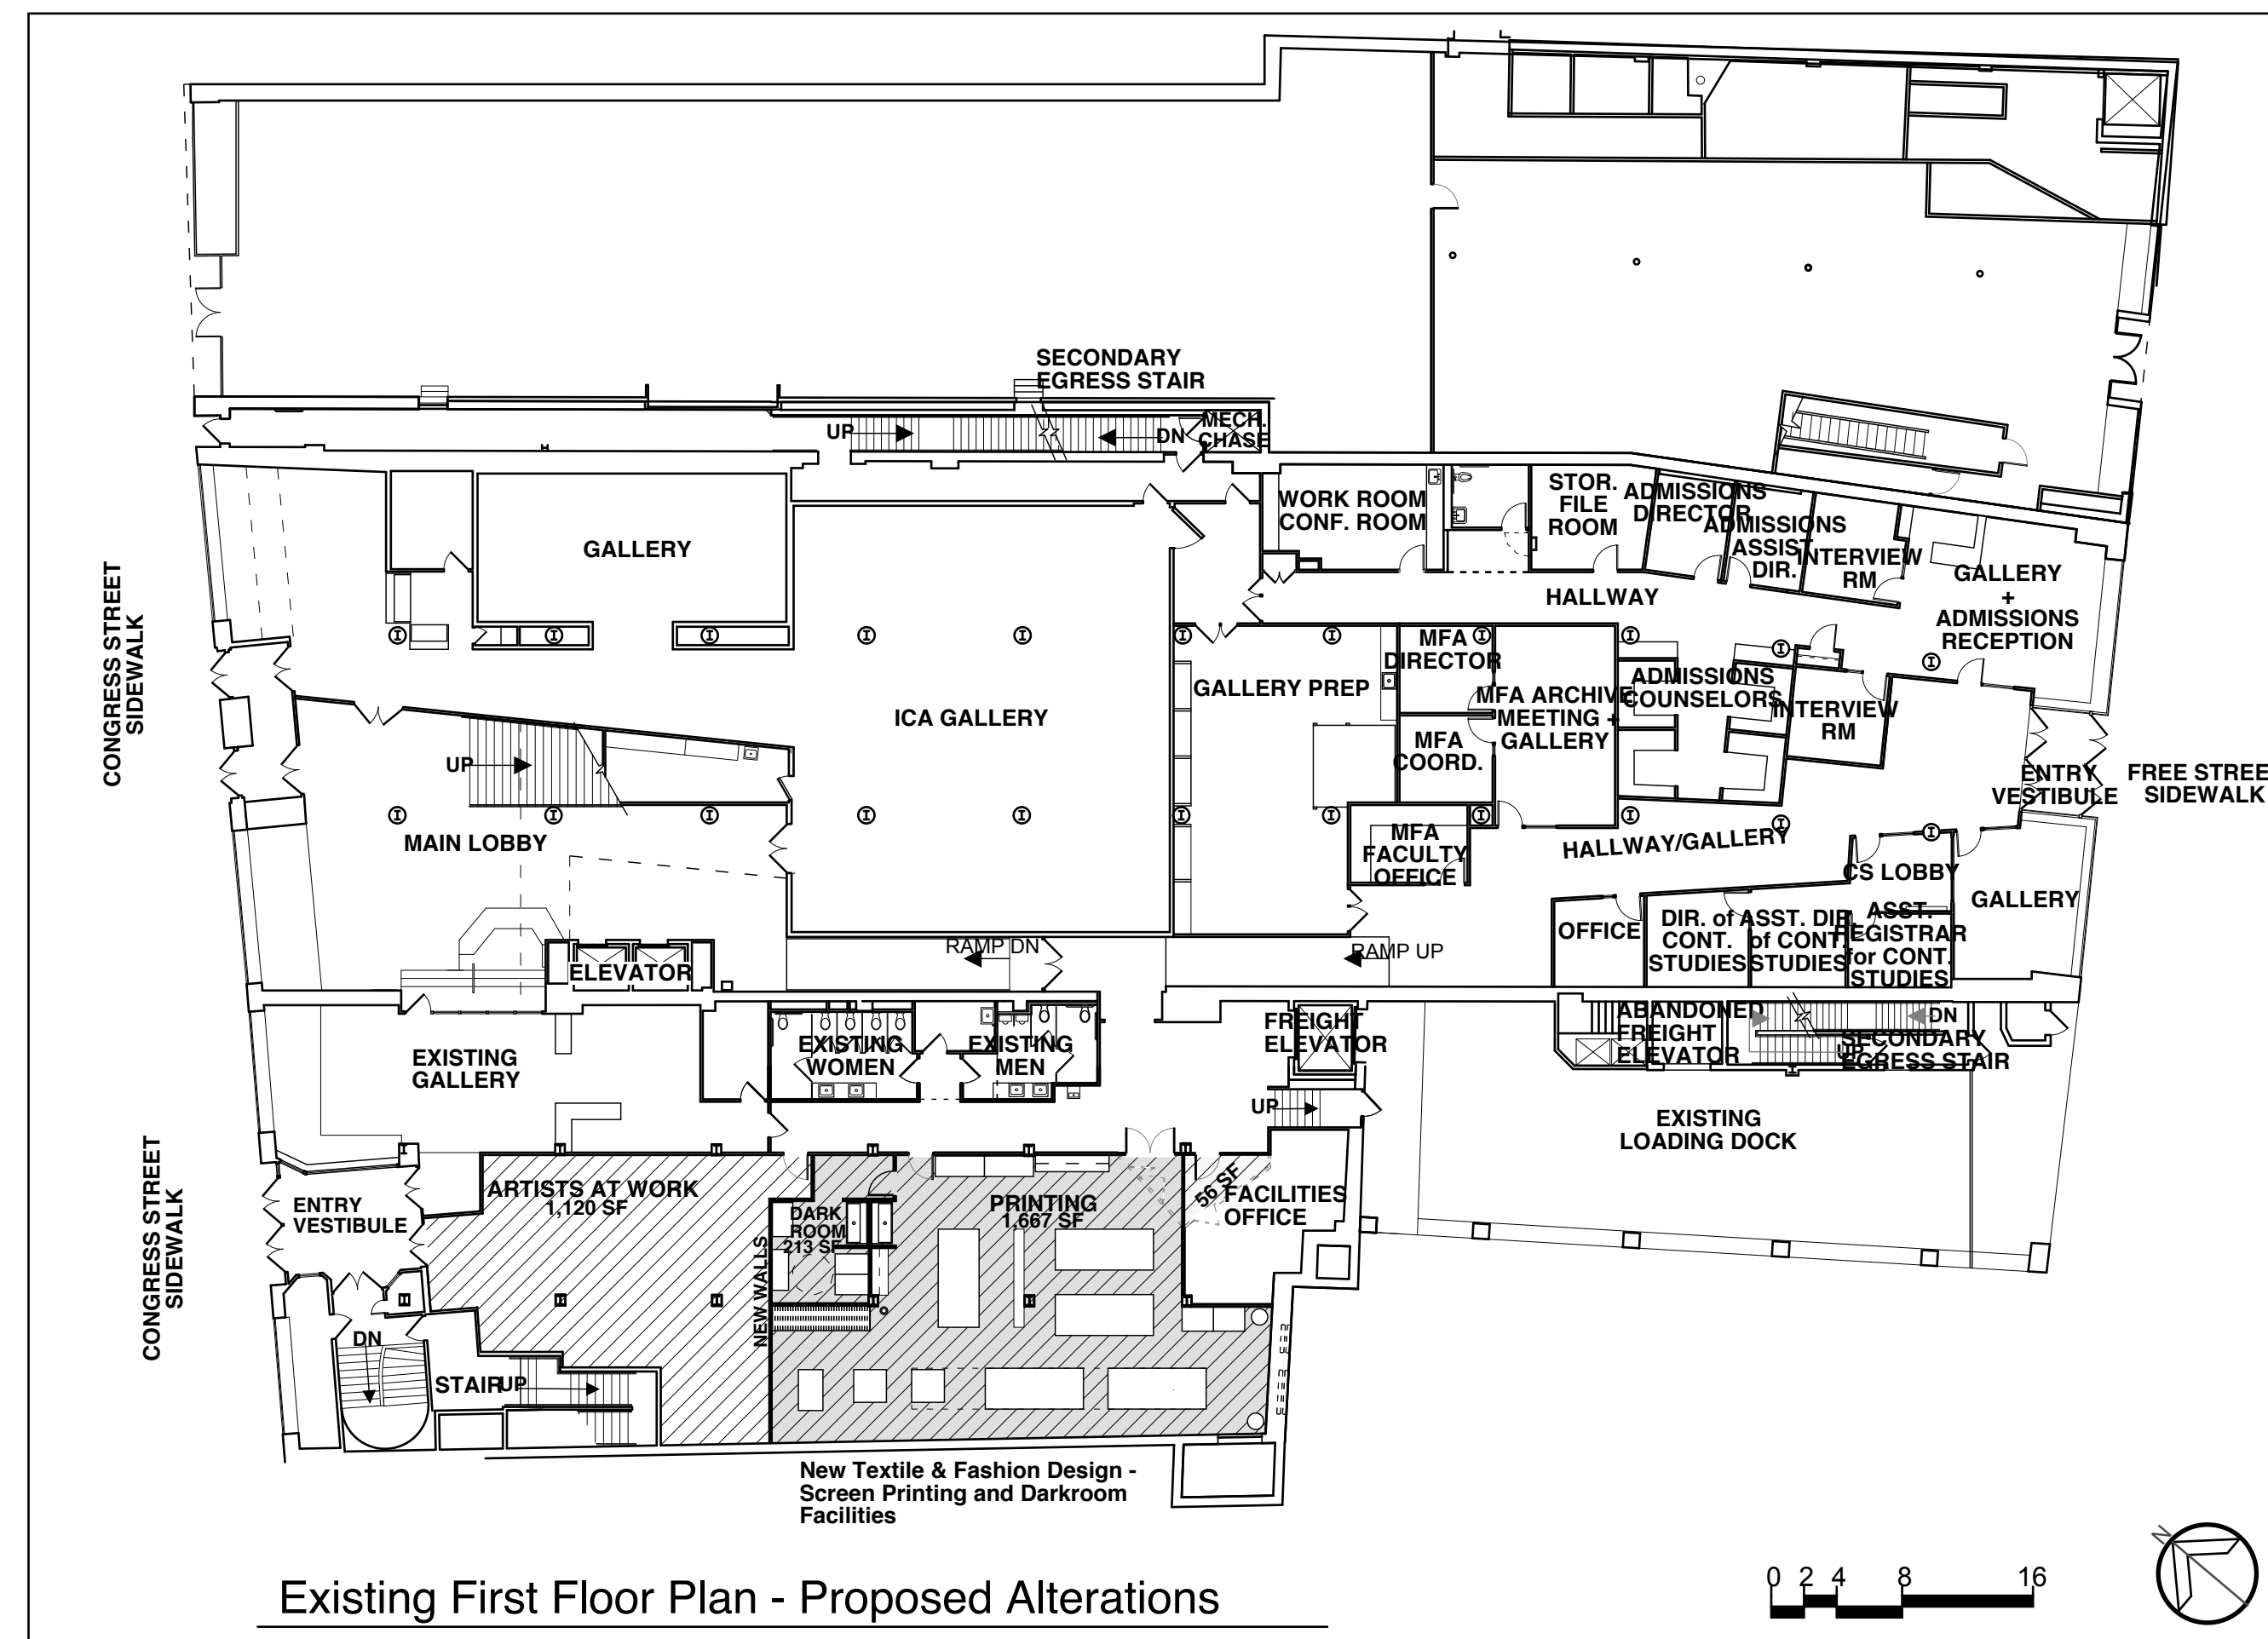 SECONDARY
EGRESS STAIR
UP
DN
MECH.
CHASE
WORK ROOM
CONF. ROOM
STOR.
FILE
ROOM
ADMISSIONS
DIRECTOR
ADMISSIONS
ASSIST
DIR.
INTERVIEW
RM
GALLERY
+
ADMISSIONS
RECEPTION
GALLERY
HALLWAY
CONGRESS STREET
SIDEWALK
MFA
DIRECTOR
GALLERY PREP
MFA ARCHIVE
MEETING +
GALLERY
ADMISSIONS
COUNSELORS
INTERVIEW
RM
ICA GALLERY
MFA
COORD.
UP
ENTRY
VESTIBULE
FREE STREE
SIDEWALK
MAIN LOBBY
MFA
FACULTY
OFFICE
HALLWAY/GALLERY
CS LOBBY
GALLERY
OFFICE
DIR. of
CONT.
STUDIES
ASST. DIR.
of CONT.
STUDIES
ASST.
REGISTRAR
for CONT.
STUDIES
RAMP DN
RAMP UP
ELEVATOR
EXISTING
GALLERY
EXISTING
WOMEN
EXISTING
MEN
FREIGHT
ELEVATOR
ABANDONED
FREIGHT
ELEVATOR
DN
UP
SECONDARY
EGRESS STAIR
UP
EXISTING
LOADING DOCK
CONGRESS STREET
SIDEWALK
ENTRY
VESTIBULE
ARTISTS AT WORK
1,120 SF
DARK
ROOM
213 SF
PRINTING
1,667 SF
56 SF
FACILITIES
OFFICE
NEW WALLS
DN
STAIR
UP
New Textile & Fashion Design -
Screen Printing and Darkroom
Facilities
Existing First Floor Plan - Proposed Alterations
0 2 4 8 16
N